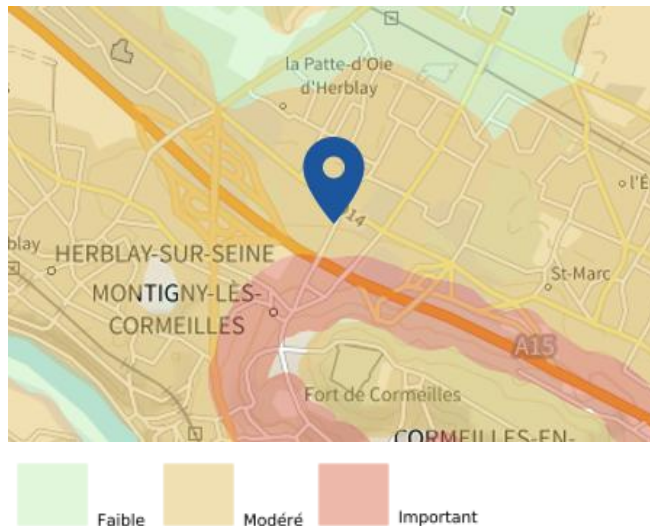 la Patte-d'Oie
d'Herblay
14
l'É
blay
HERBLAY-SUR-SEINE
St-Marc
MONTIGNY-LÈS-
CORMEILLES
A15
Fort de Cormeilles
CORMEILLES-EN-
Faible
Modéré
Important